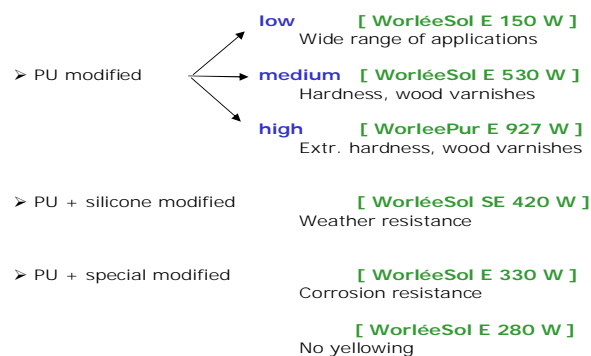 low [ WorléeSol E 150 W ]
Wide range of applications
➢ PU modified medium [ WorléeSol E 530 W ]
Hardness, wood varnishes
high [ WorleePur E 927 W ]
Extr. hardness, wood varnishes
➢ PU + silicone modified [ WorléeSol SE 420 W ]
Weather resistance
➢ PU + special modified [ WorléeSol E 330 W ]
Corrosion resistance
[ WorléeSol E 280 W ]
No yellowing